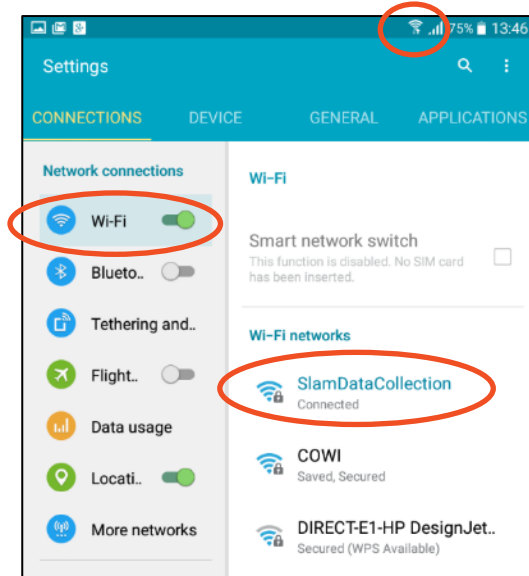 75% 13:46
Settings
CONNECTIONS DEVICE GENERAL APPLICATIONS
Network connections
Wi-Fi
Blueto..
Tethering and..
Flight..
Data usage
Locati..
More networks
Wi-Fi
Smart network switch
This function is disabled. No SIM card
has been inserted.
Wi-Fi networks
SlamDataCollection
Connected
COWI
Saved, Secured
DIRECT-E1-HP DesignJet..
Secured (WPS Available)